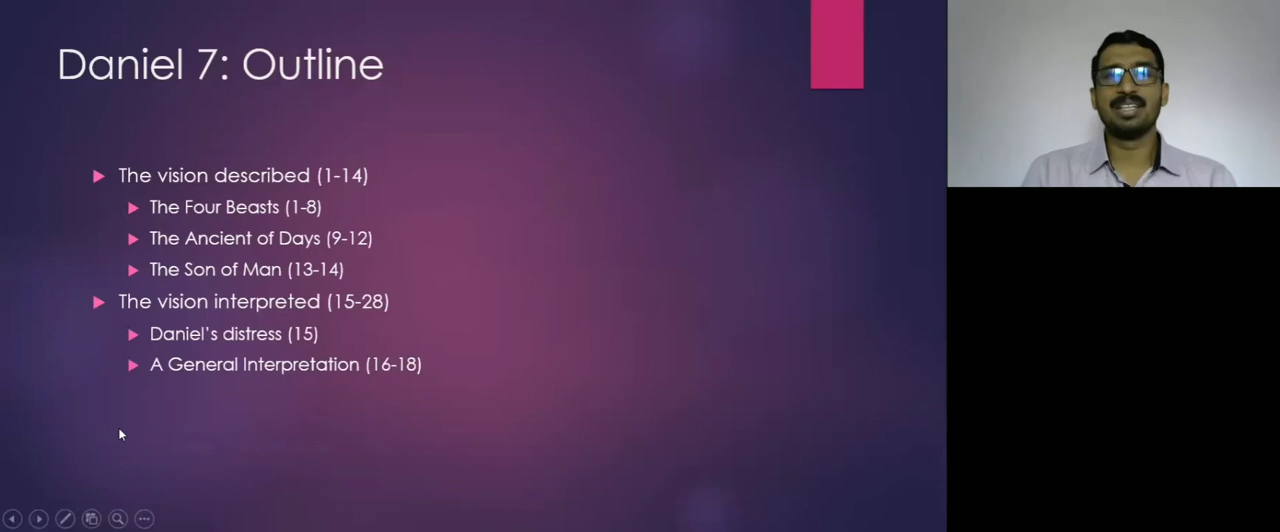 Daniel 7: Outline
The vision described (1-14)
The Four Beasts (1-8)
The Ancient of Days (9-12)
The Son of Man (13-14)
The vision interpreted (15-28)
Daniel's distress (15)
A General Interpretation (16-18)